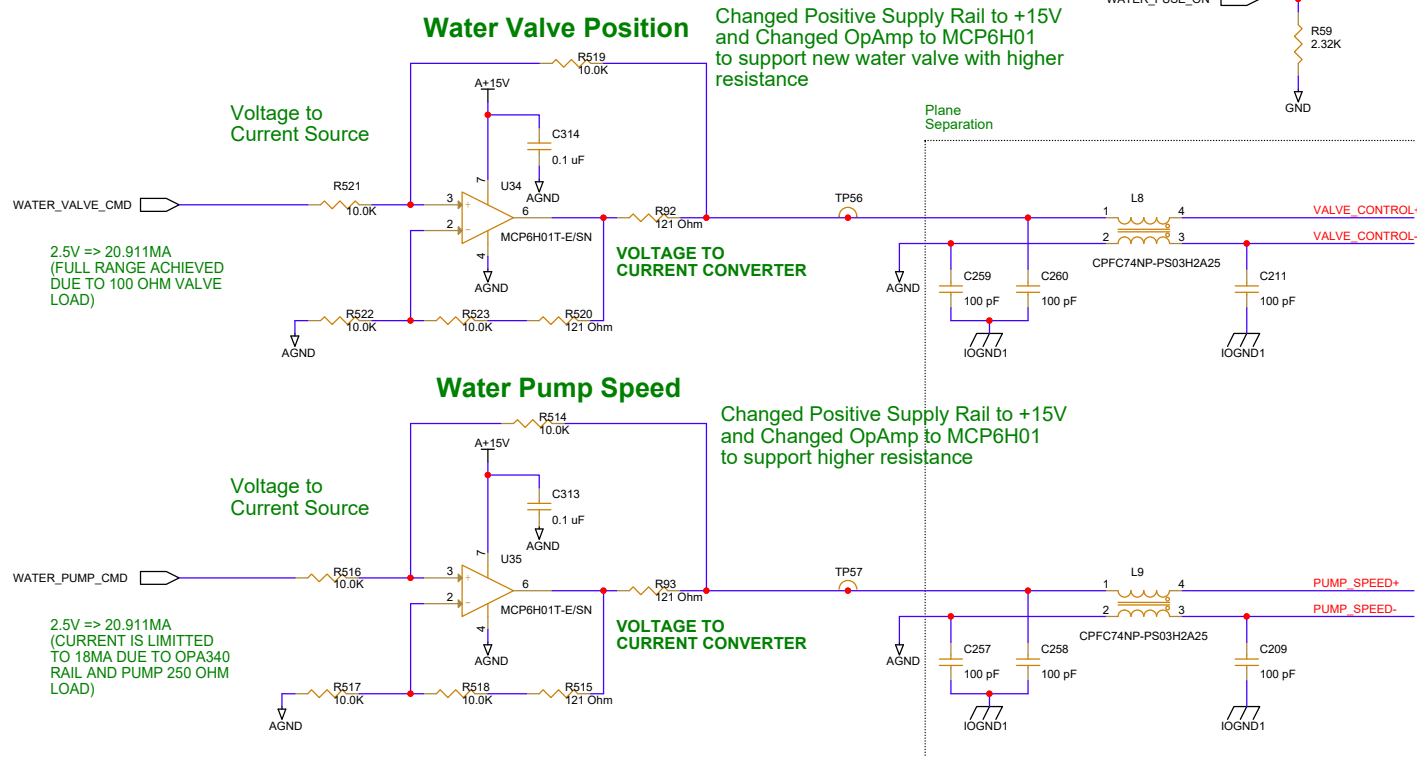 WATER_FUSE_ON
R59
2.32K
GND
Water Valve Position
Changed Positive Supply Rail to +15V
and Changed OpAmp to MCP6H01
to support new water valve with higher
resistance
R519
10.0K
A+15V
Voltage to
Current Source
C314
0.1 uF
AGND
Plane
Separation
R521
10.0K
WATER_VALVE_CMD
7
U34
3
2
6
4
MCP6H01T-E/SN
AGND
R92
121 Ohm
VOLTAGE TO
CURRENT CONVERTER
2.5V => 20.911MA
(FULL RANGE ACHIEVED
DUE TO 100 OHM VALVE
LOAD)
R522
10.0K
R523
10.0K
R520
121 Ohm
AGND
TP56
L8
1
4
2
3
VALVE_CONTROL+
VALVE_CONTROL-
CPFC74NP-PS03H2A25
AGND
C259
100 pF
C260
100 pF
C211
100 pF
IOGND1
IOGND1
Water Pump Speed
Changed Positive Supply Rail to +15V
and Changed OpAmp to MCP6H01
to support higher resistance
R514
10.0K
A+15V
Voltage to
Current Source
C313
0.1 uF
AGND
R516
10.0K
WATER_PUMP_CMD
7
U35
3
2
6
4
MCP6H01T-E/SN
AGND
R93
121 Ohm
VOLTAGE TO
CURRENT CONVERTER
2.5V => 20.911MA
(CURRENT IS LIMITTED
TO 18MA DUE TO OPA340
RAIL AND PUMP 250 OHM
LOAD)
R517
10.0K
R518
10.0K
R515
121 Ohm
AGND
TP57
L9
1
4
2
3
PUMP_SPEED+
PUMP_SPEED-
CPFC74NP-PS03H2A25
AGND
C257
100 pF
C258
100 pF
C209
100 pF
IOGND1
IOGND1